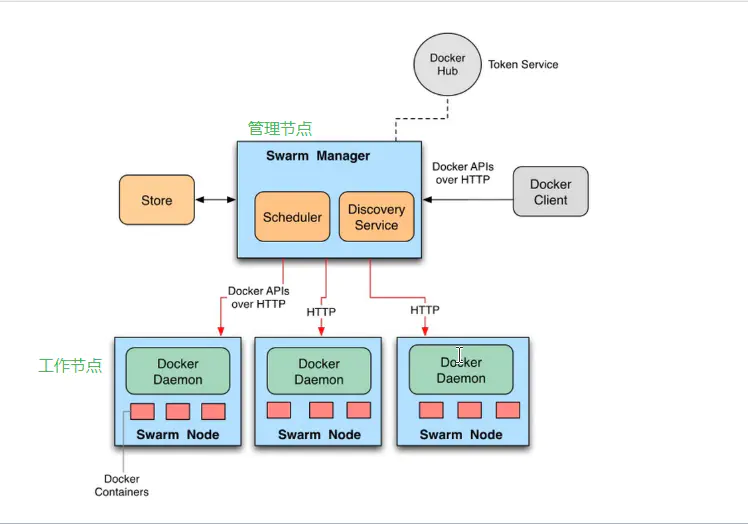 Docker
Hub
Token Service
管理节点
Swarm Manager
Docker APIs
over HTTP
Store
Scheduler
Discovery
Service
Docker
Client
Docker APIs
over HTTP
HTTP
HTTP
工作节点
Docker
Daemon
Docker
Daemon
Docker
Daemon
Swarm Node
Swarm Node
Swarm Node
Docker
Containers